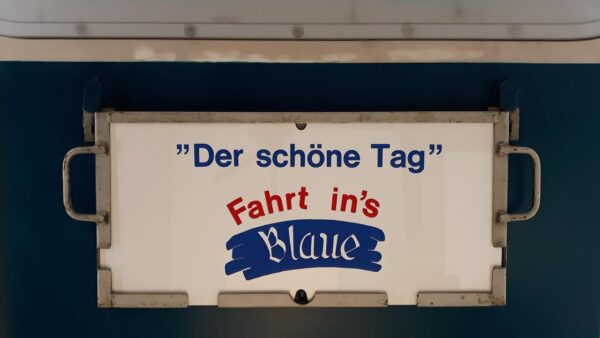 ”Der schöne Tag”
Fahrt in's
Blaue